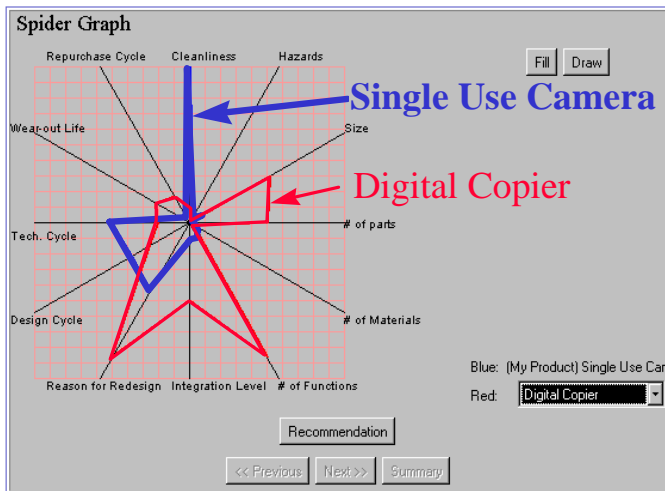 Spider Graph
Repurchase Cycle
Cleanliness
Hazards
Fill
Draw
Single Use Camera
Wear-out Life
Size
Digital Copier
Tech. Cycle
# of parts
Design Cycle
# of Materials
Blue: (My Product) Single Use Car
Reason for Redesign
Integration Level
# of Functions
Red:
Digital Copier
Recommendation
<< Previous
Next >>
Summary